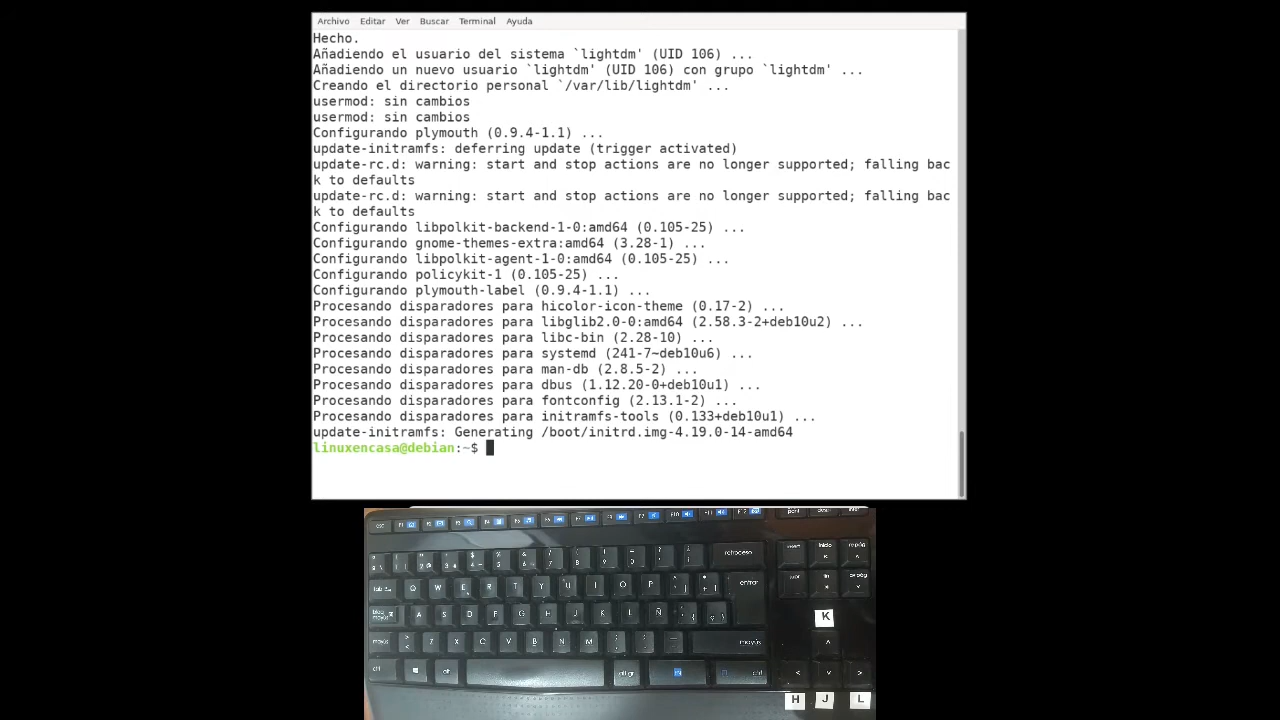 Archivo Editar Ver Buscar Terminal Ayuda
Hecho.
Añadiendo el usuario del sistema `lightdm' (UID 106) ...
Añadiendo un nuevo usuario `lightdm' (UID 106) con grupo `lightdm' ...
Creando el directorio personal `/var/lib/lightdm' ...
usermod: sin cambios
usermod: sin cambios
Configurando plymouth (0.9.4-1.1) ...
update-initramfs: deferring update (trigger activated)
update-rc.d: warning: start and stop actions are no longer supported; falling bac
k to defaults
update-rc.d: warning: start and stop actions are no longer supported; falling bac
k to defaults
Configurando libpolkit-backend-1-0:amd64 (0.105-25) ...
Configurando gnome-themes-extra:amd64 (3.28-1) ...
Configurando libpolkit-agent-1-0:amd64 (0.105-25) ...
Configurando policykit-1 (0.105-25) ...
Configurando plymouth-label (0.9.4-1.1) ...
Procesando disparadores para hicolor-icon-theme (0.17-2) ...
Procesando disparadores para libglib2.0-0:amd64 (2.58.3-2+deb10u2) ...
Procesando disparadores para libc-bin (2.28-10) ...
Procesando disparadores para systemd (241-7~deb10u6) ...
Procesando disparadores para man-db (2.8.5-2) ...
Procesando disparadores para dbus (1.12.20-0+deb10u1) ...
Procesando disparadores para fontconfig (2.13.1-2) ...
Procesando disparadores para initramfs-tools (0.133+deb10u1) ...
update-initramfs: Generating /boot/initrd.img-4.19.0-14-amd64
linuxencasa@debian:~$
retroceso
Q W E R T Y U I O P
entrar
A S D F G H J K L Ñ
K
Z X C V B N M
mayús
alt
alt gr
H J L